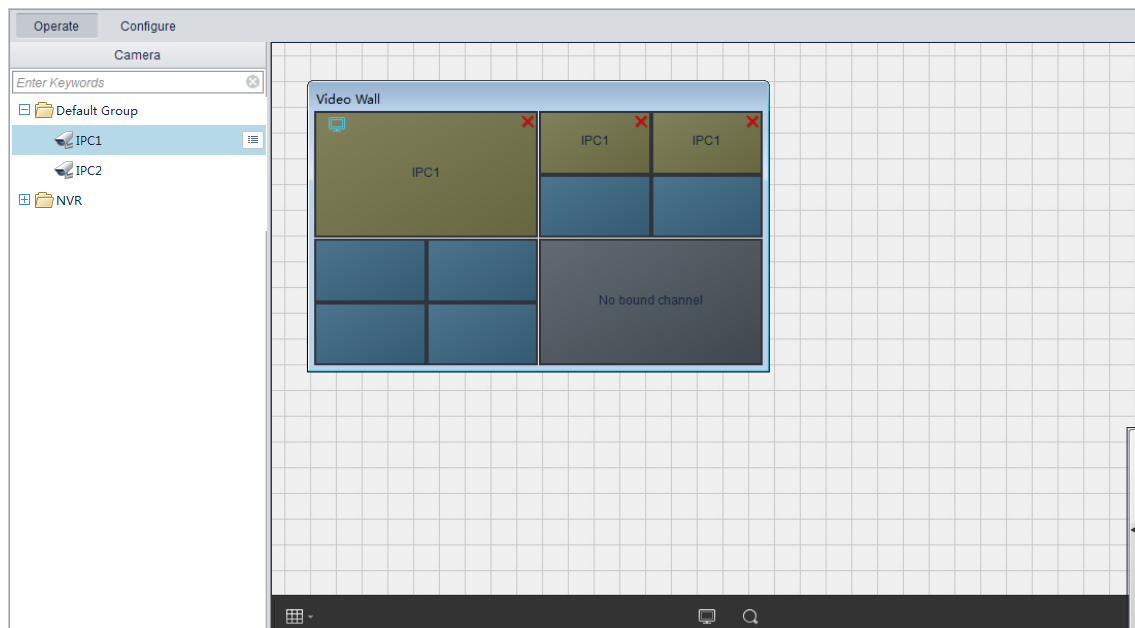 Operate
Configure
Camera
Enter Keywords
Default Group
IPC1
IPC2
NVR
Video Wall
IPC1
IPC1
IPC1
No bound channel